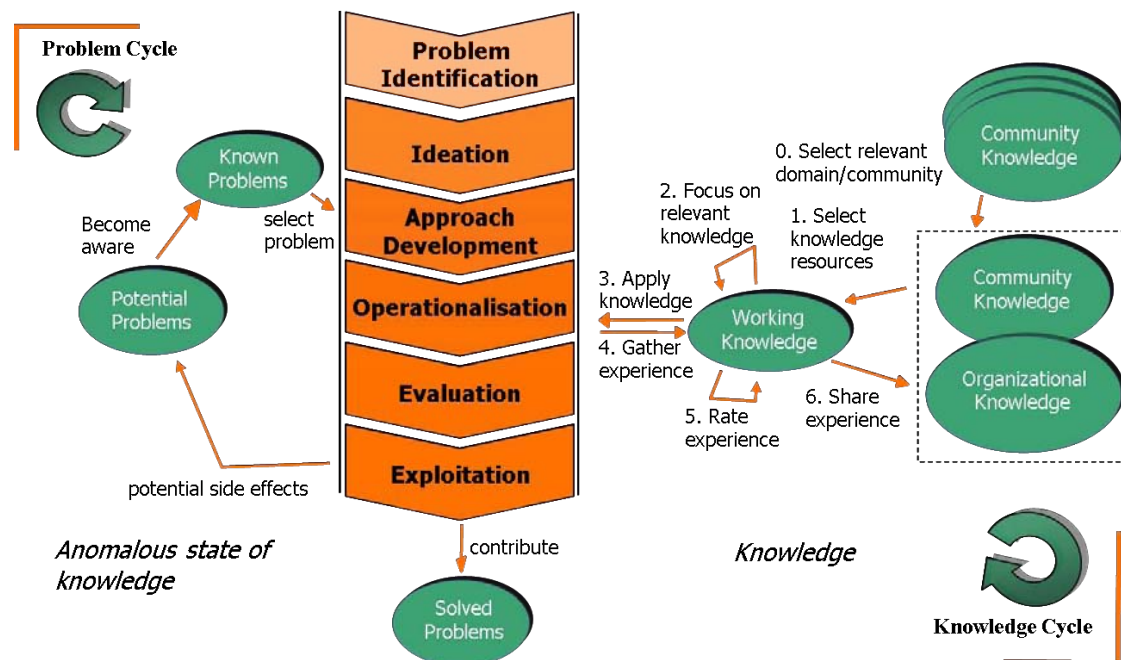 Problem Cycle
Known
Problems
Become
aware
select
problem
Potential
Problems
potential side effects
Anomalous state of
knowledge
Problem
Identification
Ideation
Approach
Development
Operationalisation
Evaluation
Exploitation
contribute
Solved
Problems
Community
Knowledge
0. Select relevant
domain/community
1. Select
knowledge
resources
2. Focus on
relevant
knowledge
3. Apply
knowledge
4. Gather
experience
Working
Knowledge
5. Rate
experience
6. Share
experience
Community
Knowledge
Organizational
Knowledge
Knowledge
Knowledge Cycle